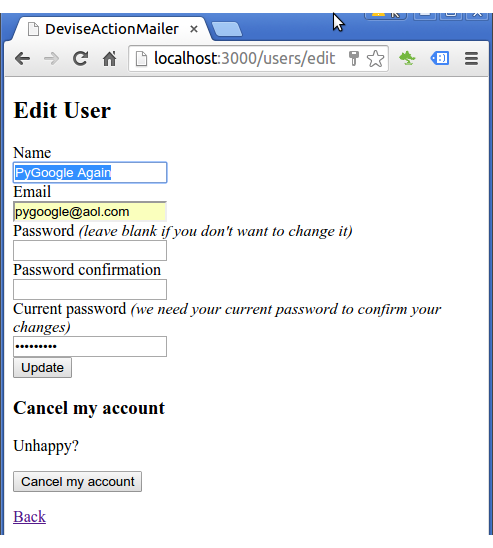 DeviseActionMailer
localhost:3000/users/edit
Edit User
Name
PyGoogle Again
Email
pygoogle@aol.com
Password (leave blank if you don't want to change it)
Password confirmation
Current password (we need your current password to confirm your
changes)
•••••••••
Update
Cancel my account
Unhappy?
Cancel my account
Back